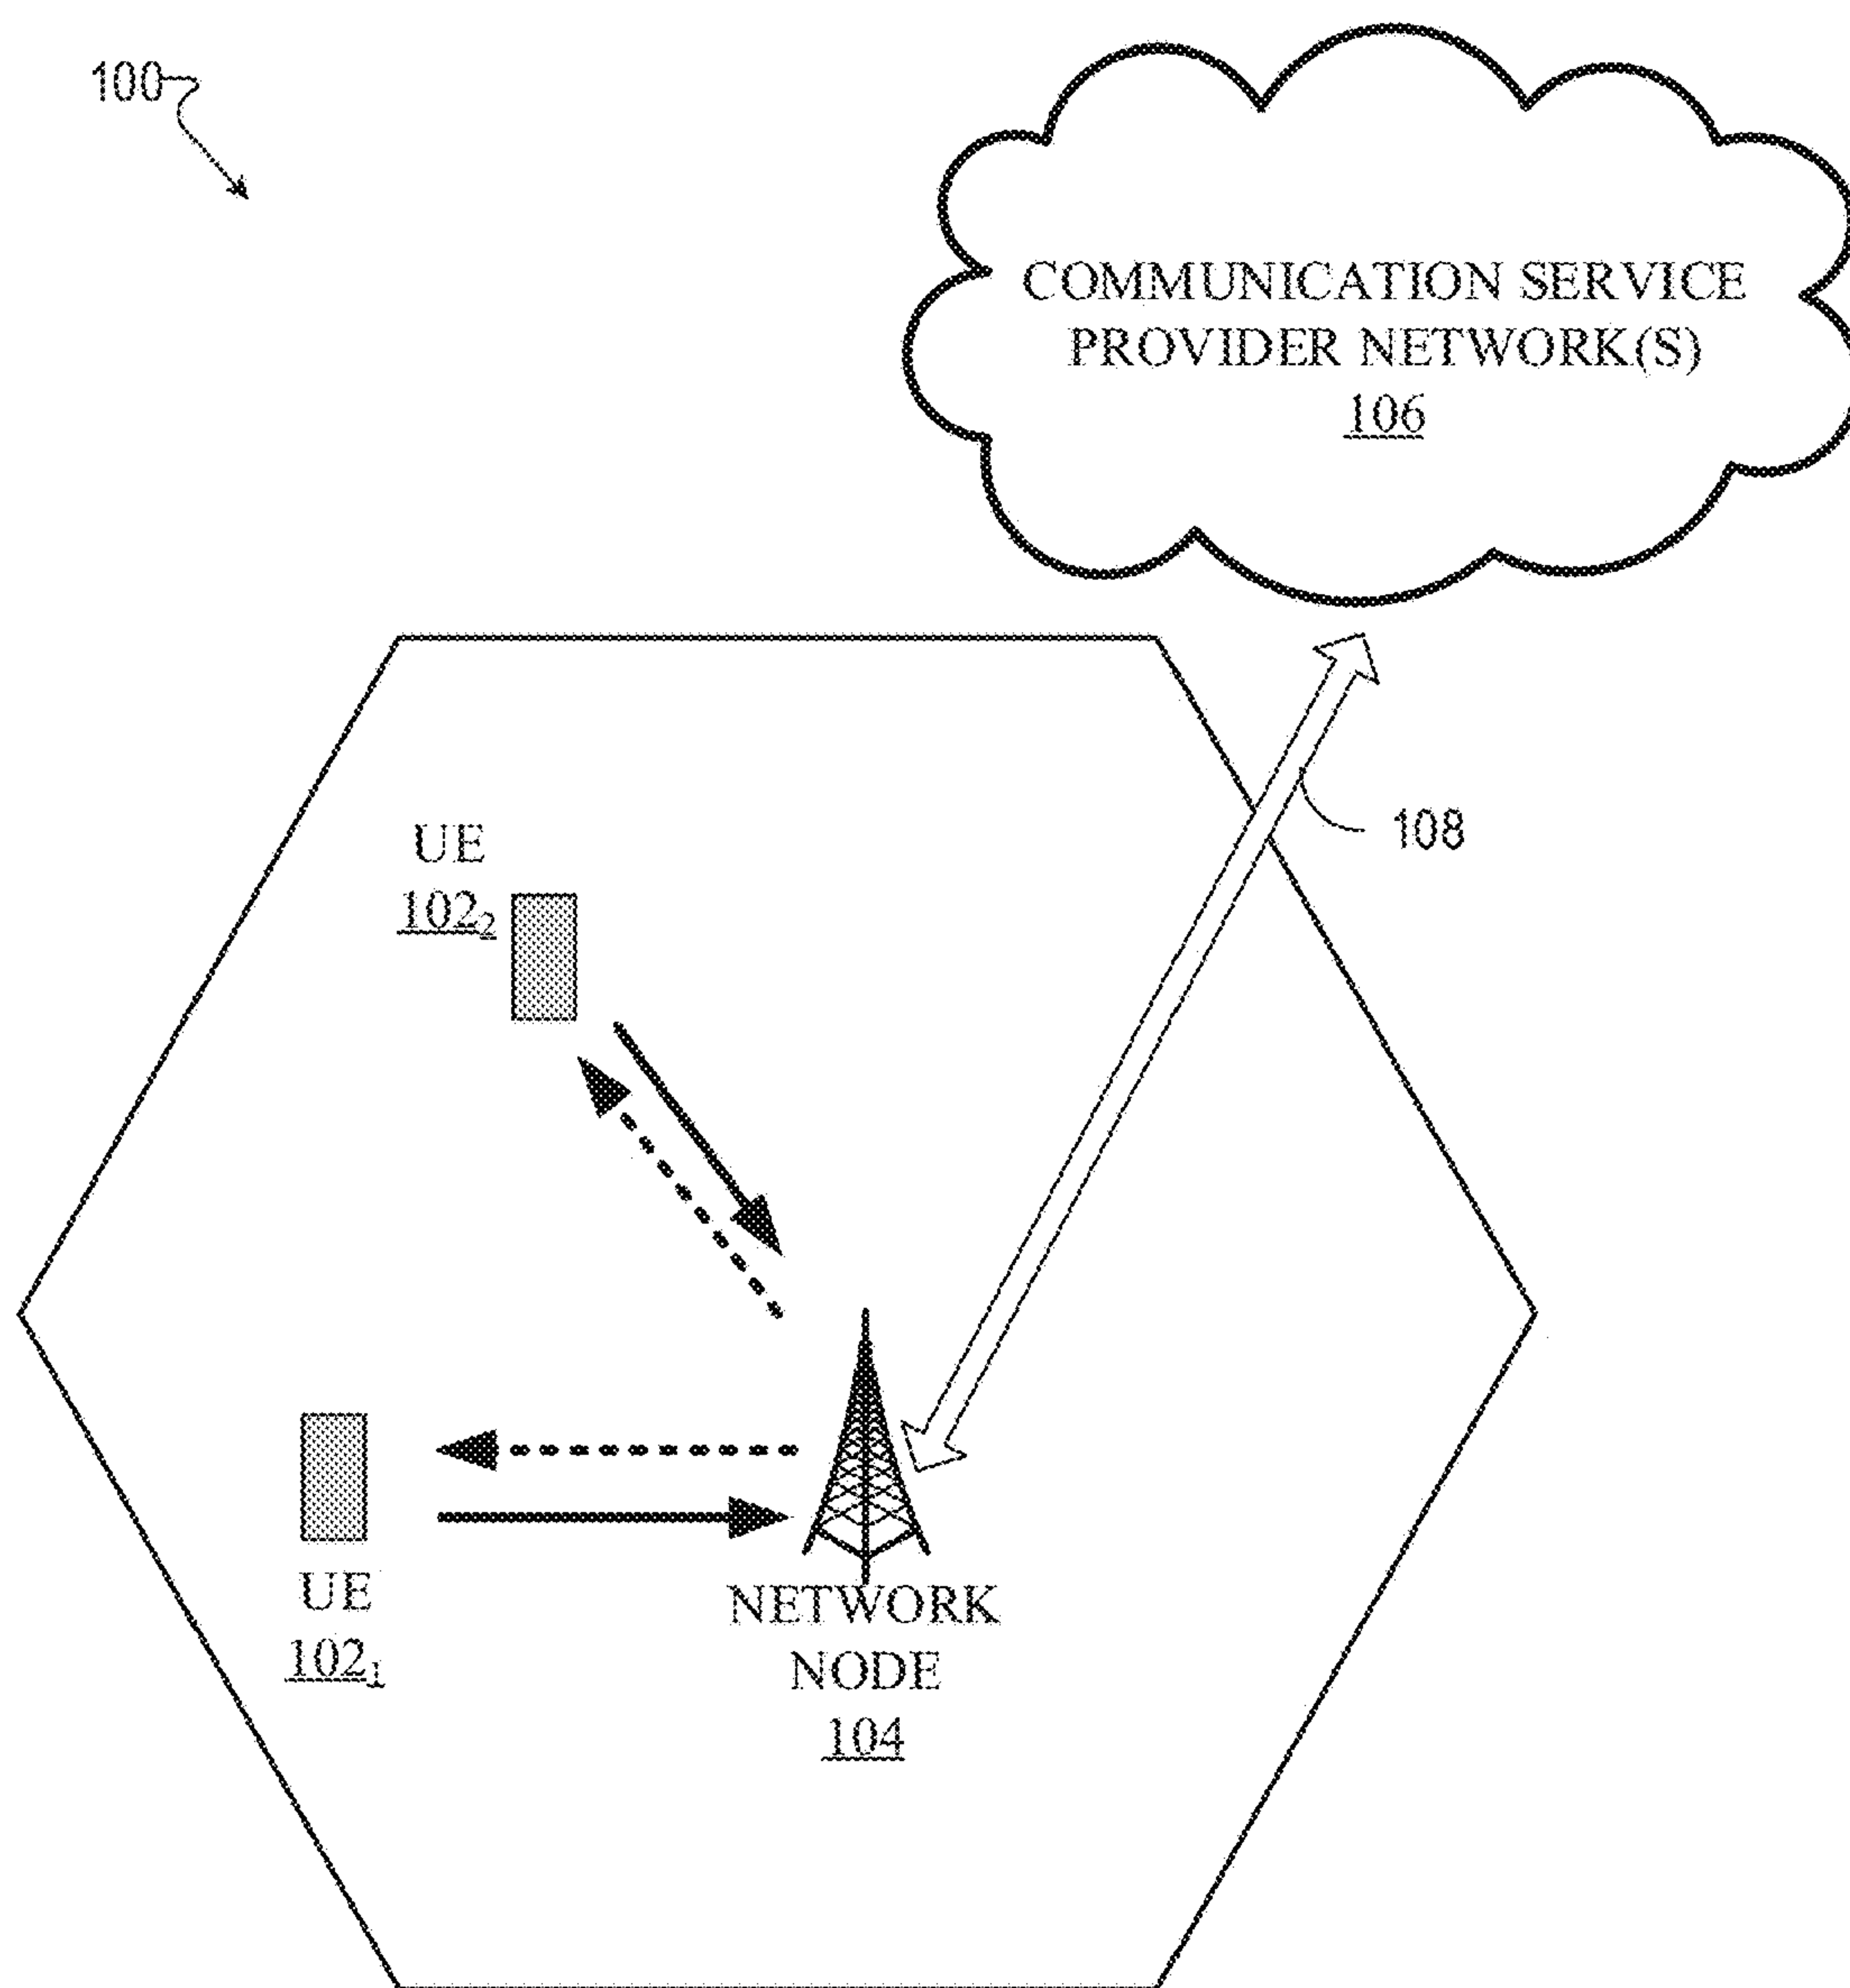 100
COMMUNICATION SERVICE
PROVIDER NETWORK(S)
106
108
UE
102₂
UE
102₁
NETWORK
NODE
104